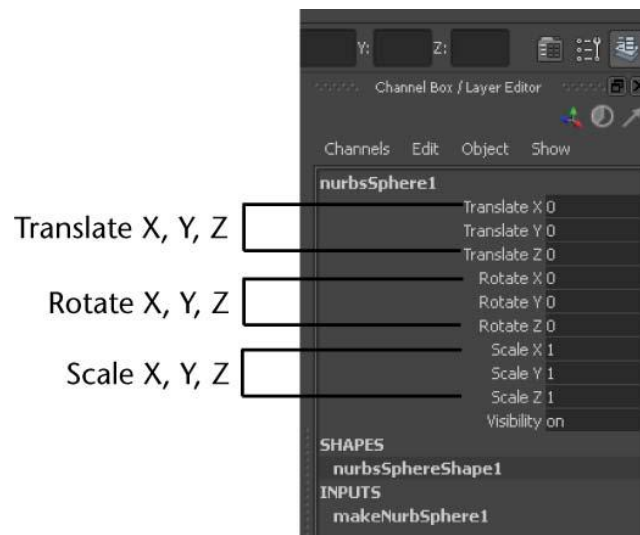 Y: Z:
Channel Box / Layer Editor
Channels Edit Object Show
nurbsSphere1
Translate X 0
Translate Y 0
Translate Z 0
Rotate X 0
Rotate Y 0
Rotate Z 0
Scale X 1
Scale Y 1
Scale Z 1
Visibility on
SHAPES
nurbsSphereShape1
INPUTS
makeNurbSphere1
Translate X, Y, Z
Rotate X, Y, Z
Scale X, Y, Z